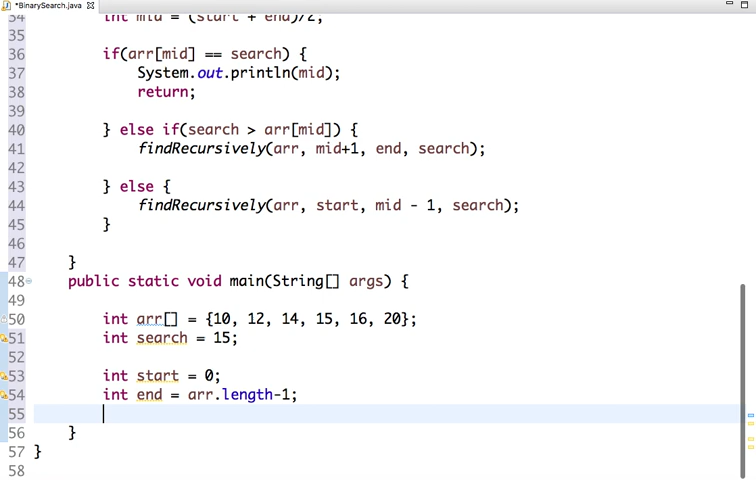 *BinarySearch.java
34 int mid = (start + end)/2;
35
36 if(arr[mid] == search) {
37 System.out.println(mid);
38 return;
39
40 } else if(search > arr[mid]) {
41 findRecursively(arr, mid+1, end, search);
42
43 } else {
44 findRecursively(arr, start, mid - 1, search);
45 }
46
47 }
48 public static void main(String[] args) {
49
50 int arr[] = {10, 12, 14, 15, 16, 20};
51 int search = 15;
52
53 int start = 0;
54 int end = arr.length-1;
55
56 }
57 }
58